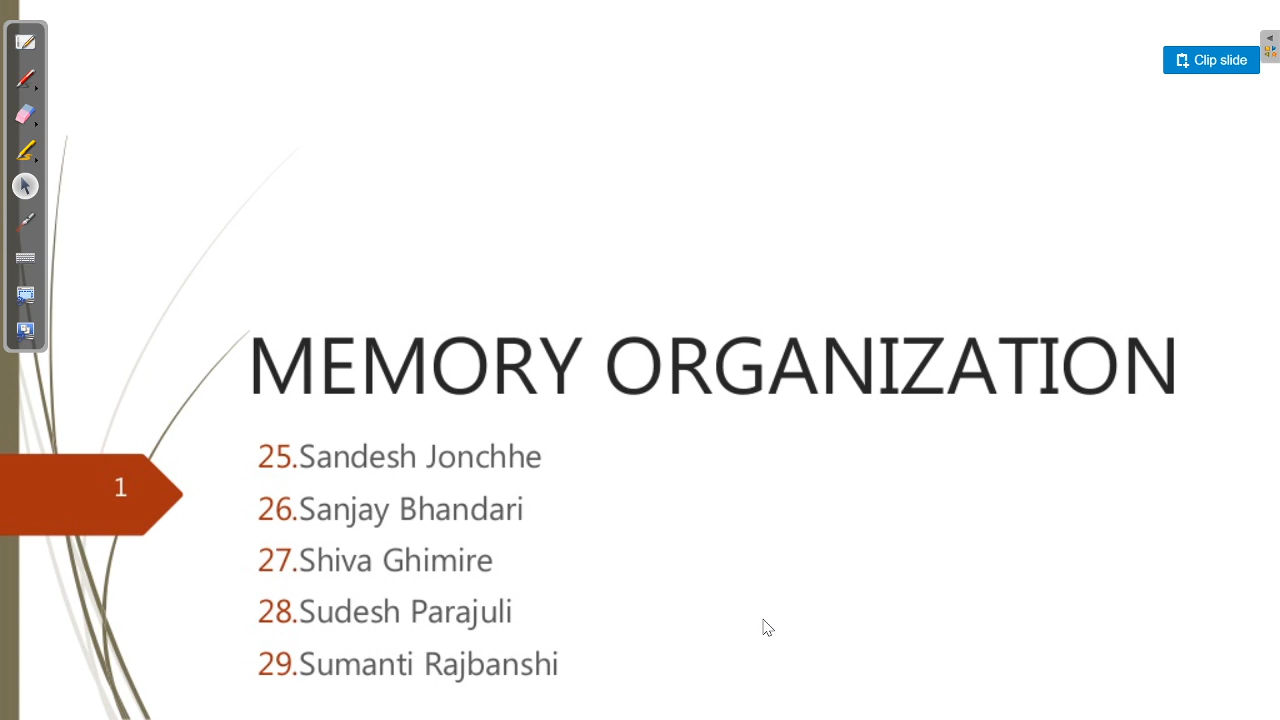 Clip slide
MEMORY ORGANIZATION
25.Sandesh Jonchhe
1
26.Sanjay Bhandari
27.Shiva Ghimire
28.Sudesh Parajuli
29.Sumanti Rajbanshi